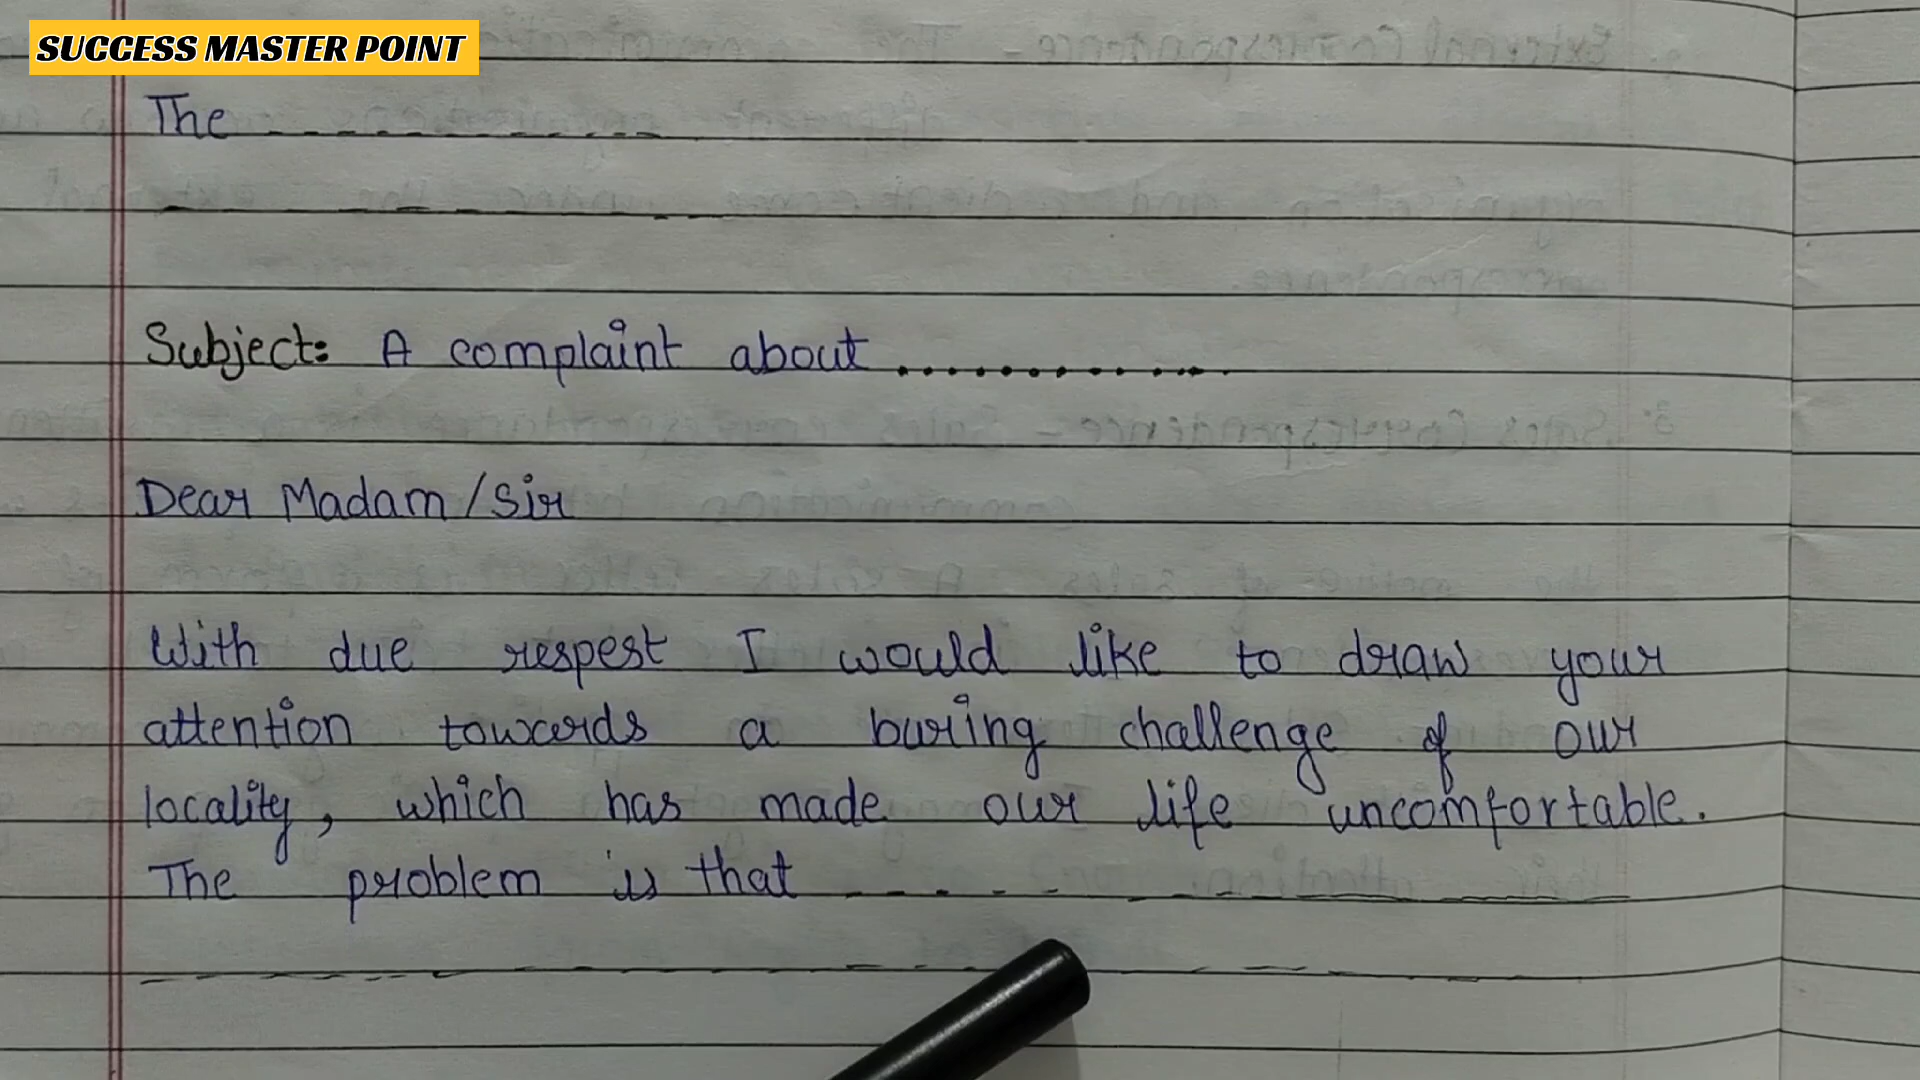 SUCCESS MASTER POINT
The _ _ _ _ _ _ _ _ _ _ _ _
Subject: A complaint about .............
Dear Madam/Sir
With due respest I would like to draw your
attention towards a buring challenge of our
locality, which has made our life uncomfortable.
The problem is that _ _ _ _ _ _ _ _ _